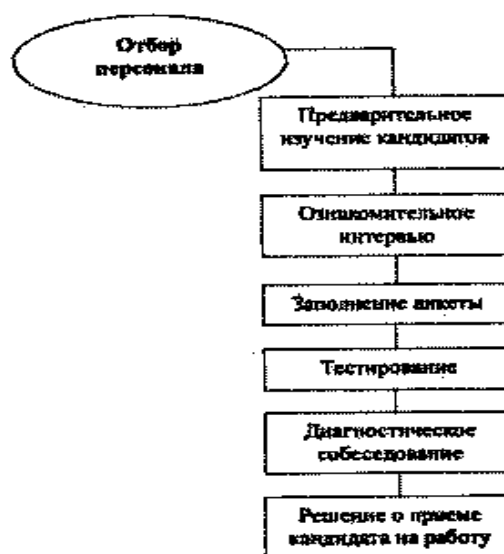 Отбор
персонала
Предварительное
изучение кандидатов
Ознакомительное
интервью
Заполнение анкеты
Тестирование
Диагностическое
собеседование
Решение о приеме
кандидата на работу